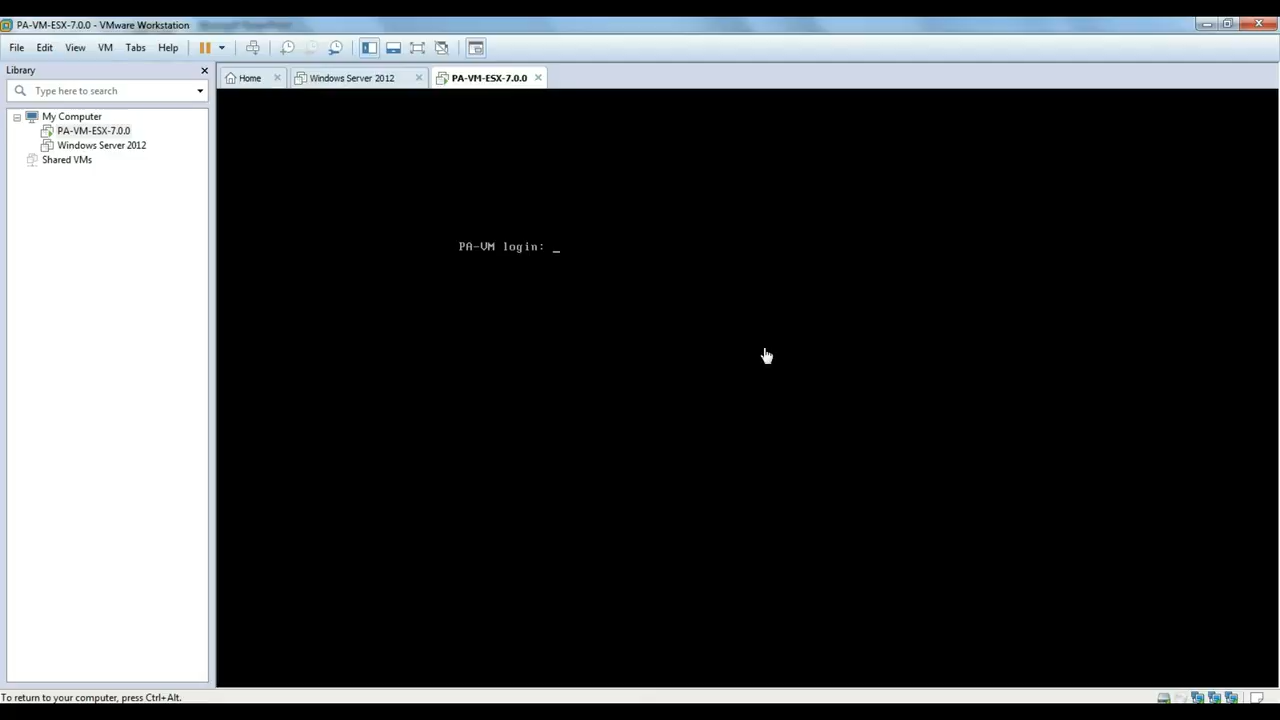 PA-VM-ESX-7.0.0 - VMware Workstation
File Edit View VM Tabs Help
Library
Type here to search
Home
Windows Server 2012
PA-VM-ESX-7.0.0
My Computer
PA-VM-ESX-7.0.0
Windows Server 2012
Shared VMs
PA-VM login: _
To return to your computer, press Ctrl+Alt.